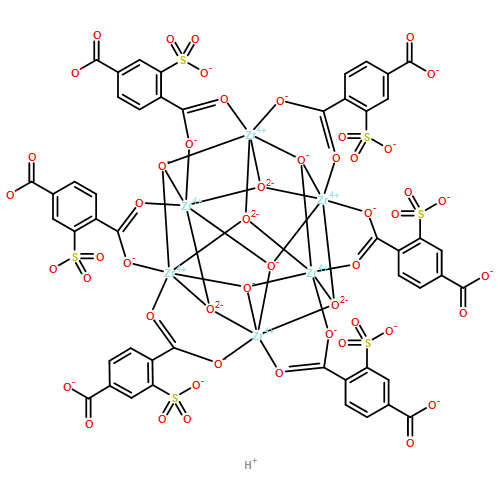 O O O O
S
O O⁻ O⁻
O O⁻
Zr⁴⁺ O S
O⁻ O⁻
O O⁻ O O
O
O²⁻
O O
O Zr⁴⁺ Zr⁴⁺ O⁻
O⁻ O S
O²⁻
S O
O⁻ O⁻ O
O Zr⁴⁺ Zr⁴⁺ O⁻
O
O⁻
O²⁻ O²⁻ O
O O
Zr⁴⁺ O⁻ O⁻
O S
O O
O⁻ O⁻
S O⁻
O O O
O
H⁺